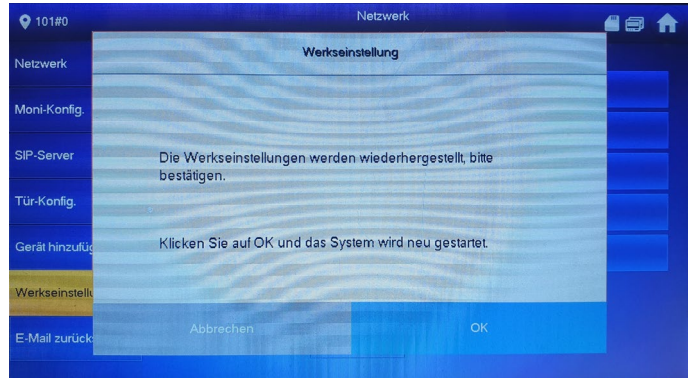 101#0
Netzwerk
Netzwerk
Moni-Konfig.
SIP-Server
Tür-Konfig.
Gerät hinzufüg
Werkseinstellu
E-Mail zurücks
Werkseinstellung
Die Werkseinstellungen werden wiederhergestellt, bitte
bestätigen.
Klicken Sie auf OK und das System wird neu gestartet.
Abbrechen
OK